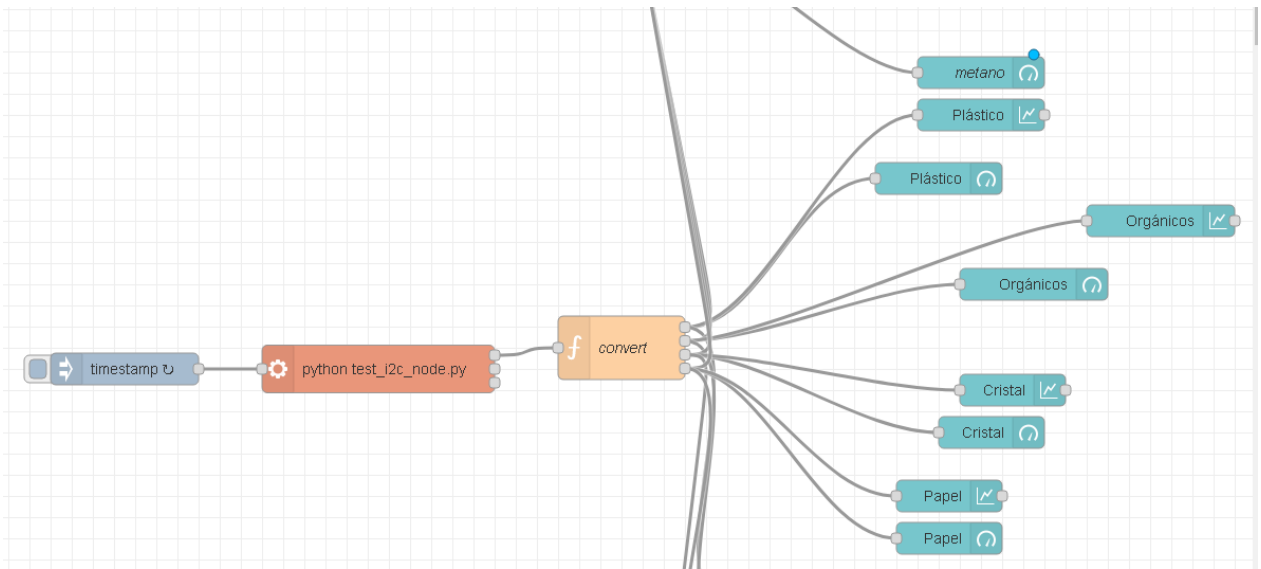 metano
Plástico
Plástico
Orgánicos
Orgánicos
timestamp ↻
python test_i2c_node.py
convert
Cristal
Cristal
Papel
Papel